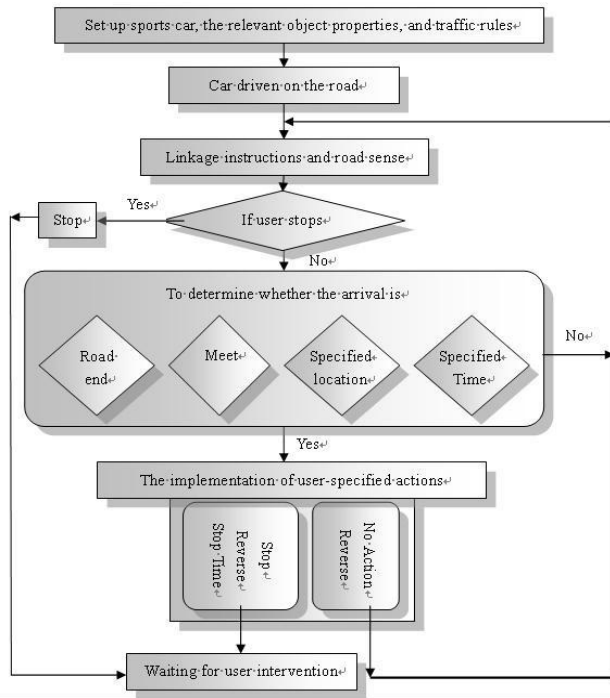 Set up sports car, the relevant object properties, and traffic rules
Car driven on the road
Linkage instructions and road sense
Yes
Stop
If user stops
No
To determine whether the arrival is
Road
end
Meet
Specified
location
Specified
Time
No
Yes
The implementation of user-specified actions
Stop
Reverse
Stop Time
No Action
Reverse
Waiting for user intervention